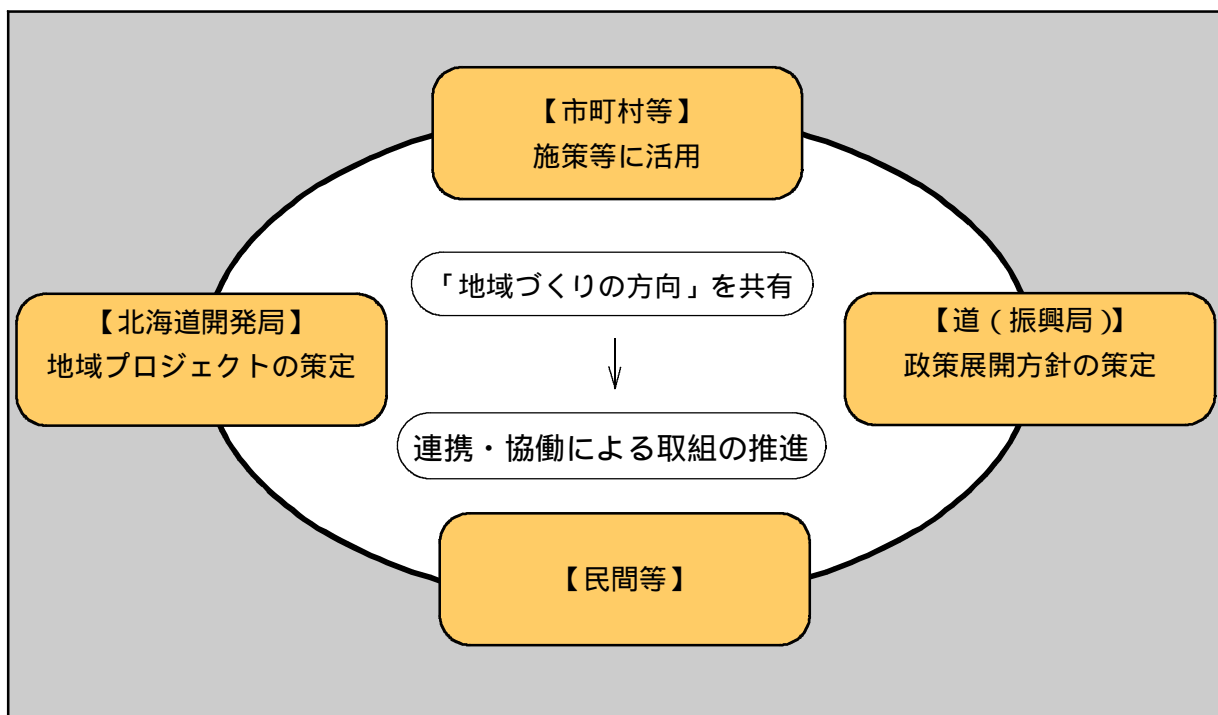 【市町村等】
施策等に活用
「地域づくりの方向」を共有
【北海道開発局】
地域プロジェクトの策定
【道(振興局)】
政策展開方針の策定
連携・協働による取組の推進
【民間等】